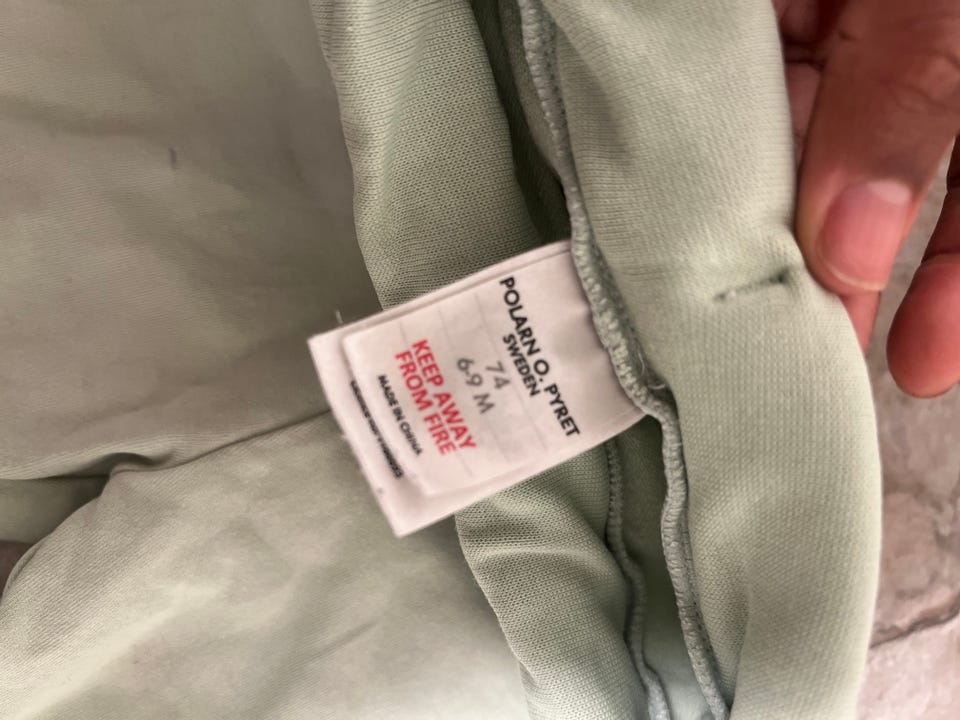 POLARN O. PYRET
SWEDEN
74
6-9 M
KEEP AWAY
FROM FIRE
MADE IN CHINA